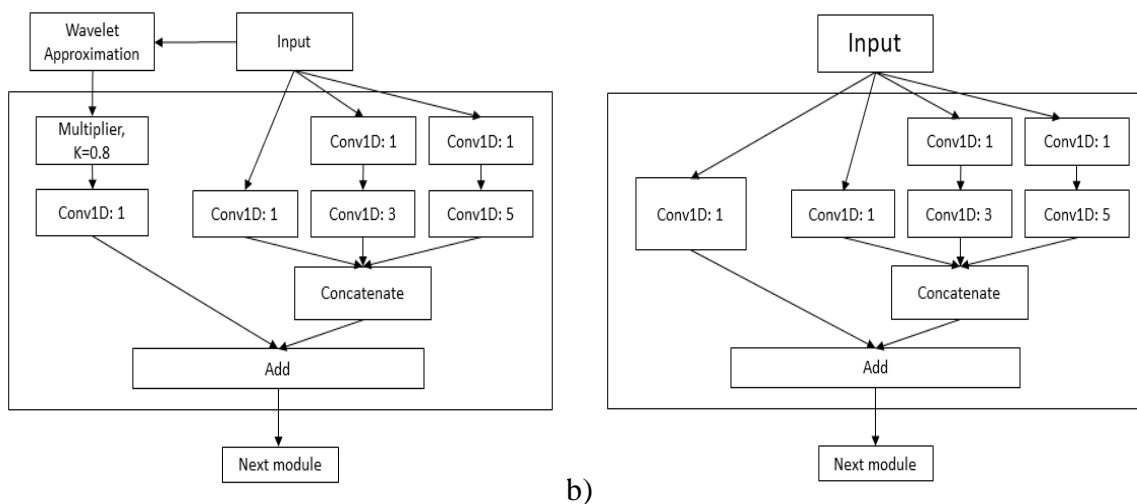 Wavelet
Approximation
Input
Multiplier,
K=0.8
Conv1D: 1
Conv1D: 1
Conv1D: 1
Conv1D: 1
Conv1D: 3
Conv1D: 5
Concatenate
Add
Next module
b)
Input
Conv1D: 1
Conv1D: 1
Conv1D: 1
Conv1D: 1
Conv1D: 3
Conv1D: 5
Concatenate
Add
Next module